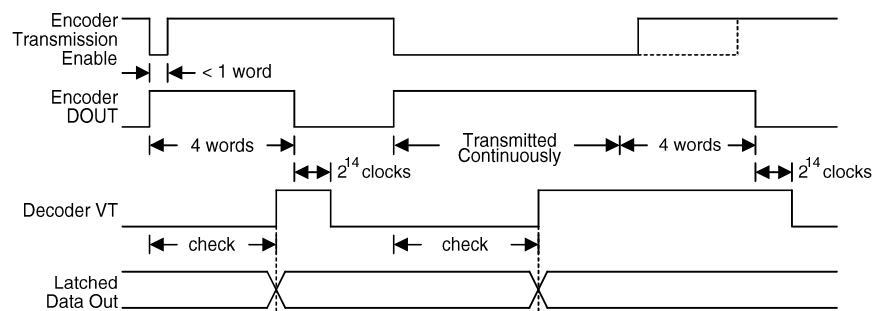 Encoder
Transmission
Enable
< 1 word
Encoder
DOUT
4 words
Transmitted
Continuously
4 words
2^14 clocks
2^14 clocks
Decoder VT
check
check
Latched
Data Out